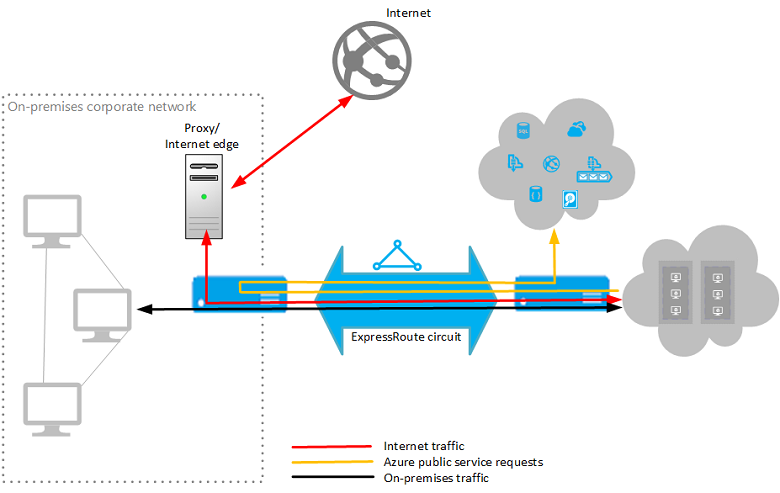 Internet
On-premises corporate network
Proxy/
Internet edge
SQL
ExpressRoute circuit
Internet traffic
Azure public service requests
On-premises traffic